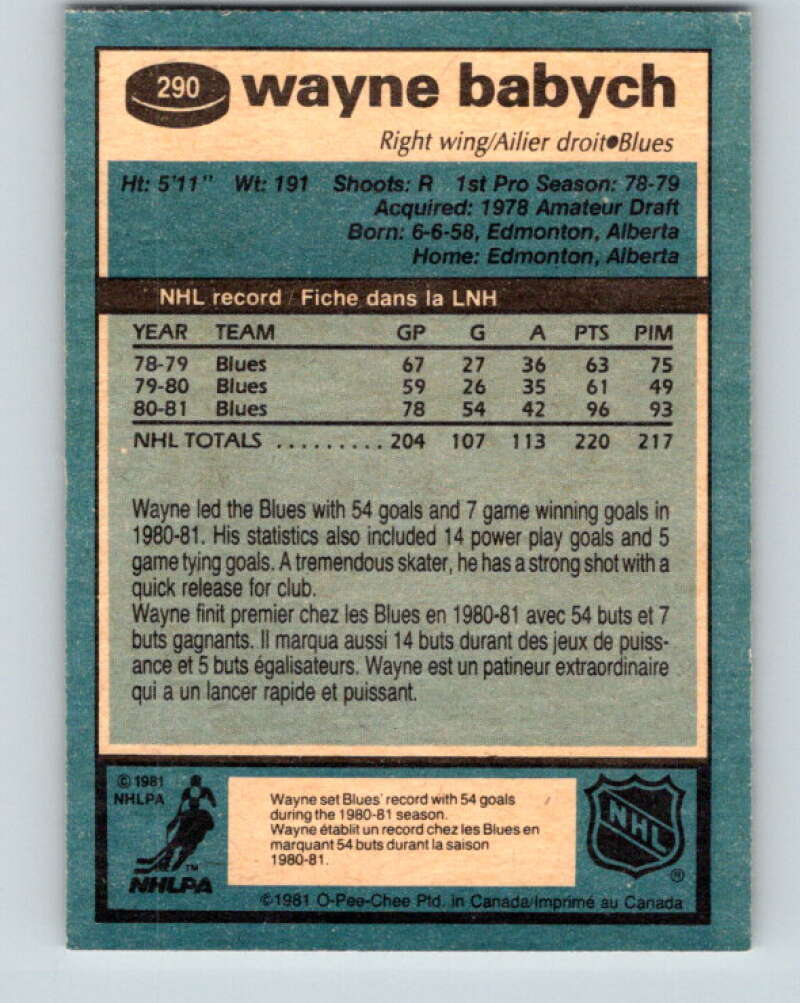 290 wayne babych
Right wing/Ailier droit•Blues
Ht: 5'11" Wt: 191 Shoots: R 1st Pro Season: 78-79
Acquired: 1978 Amateur Draft
Born: 6-6-58, Edmonton, Alberta
Home: Edmonton, Alberta
NHL record / Fiche dans la LNH
YEAR TEAM GP G A PTS PIM
78-79 Blues 67 27 36 63 75
79-80 Blues 59 26 35 61 49
80-81 Blues 78 54 42 96 93
NHL TOTALS .......... 204 107 113 220 217
Wayne led the Blues with 54 goals and 7 game winning goals in
1980-81. His statistics also included 14 power play goals and 5
game tying goals. A tremendous skater, he has a strong shot with a
quick release for club.
Wayne finit premier chez les Blues en 1980-81 avec 54 buts et 7
buts gagnants. Il marqua aussi 14 buts durant des jeux de puiss-
ance et 5 buts égalisateurs. Wayne est un patineur extraordinaire
qui a un lancer rapide et puissant.
© 1981
NHLPA
TM
NHLPA
Wayne set Blues' record with 54 goals
during the 1980-81 season.
Wayne établit un record chez les Blues en
marquant 54 buts durant la saison
1980-81.
NHL
®
©1981 O-Pee-Chee Ptd. in Canada/Imprimé au Canada